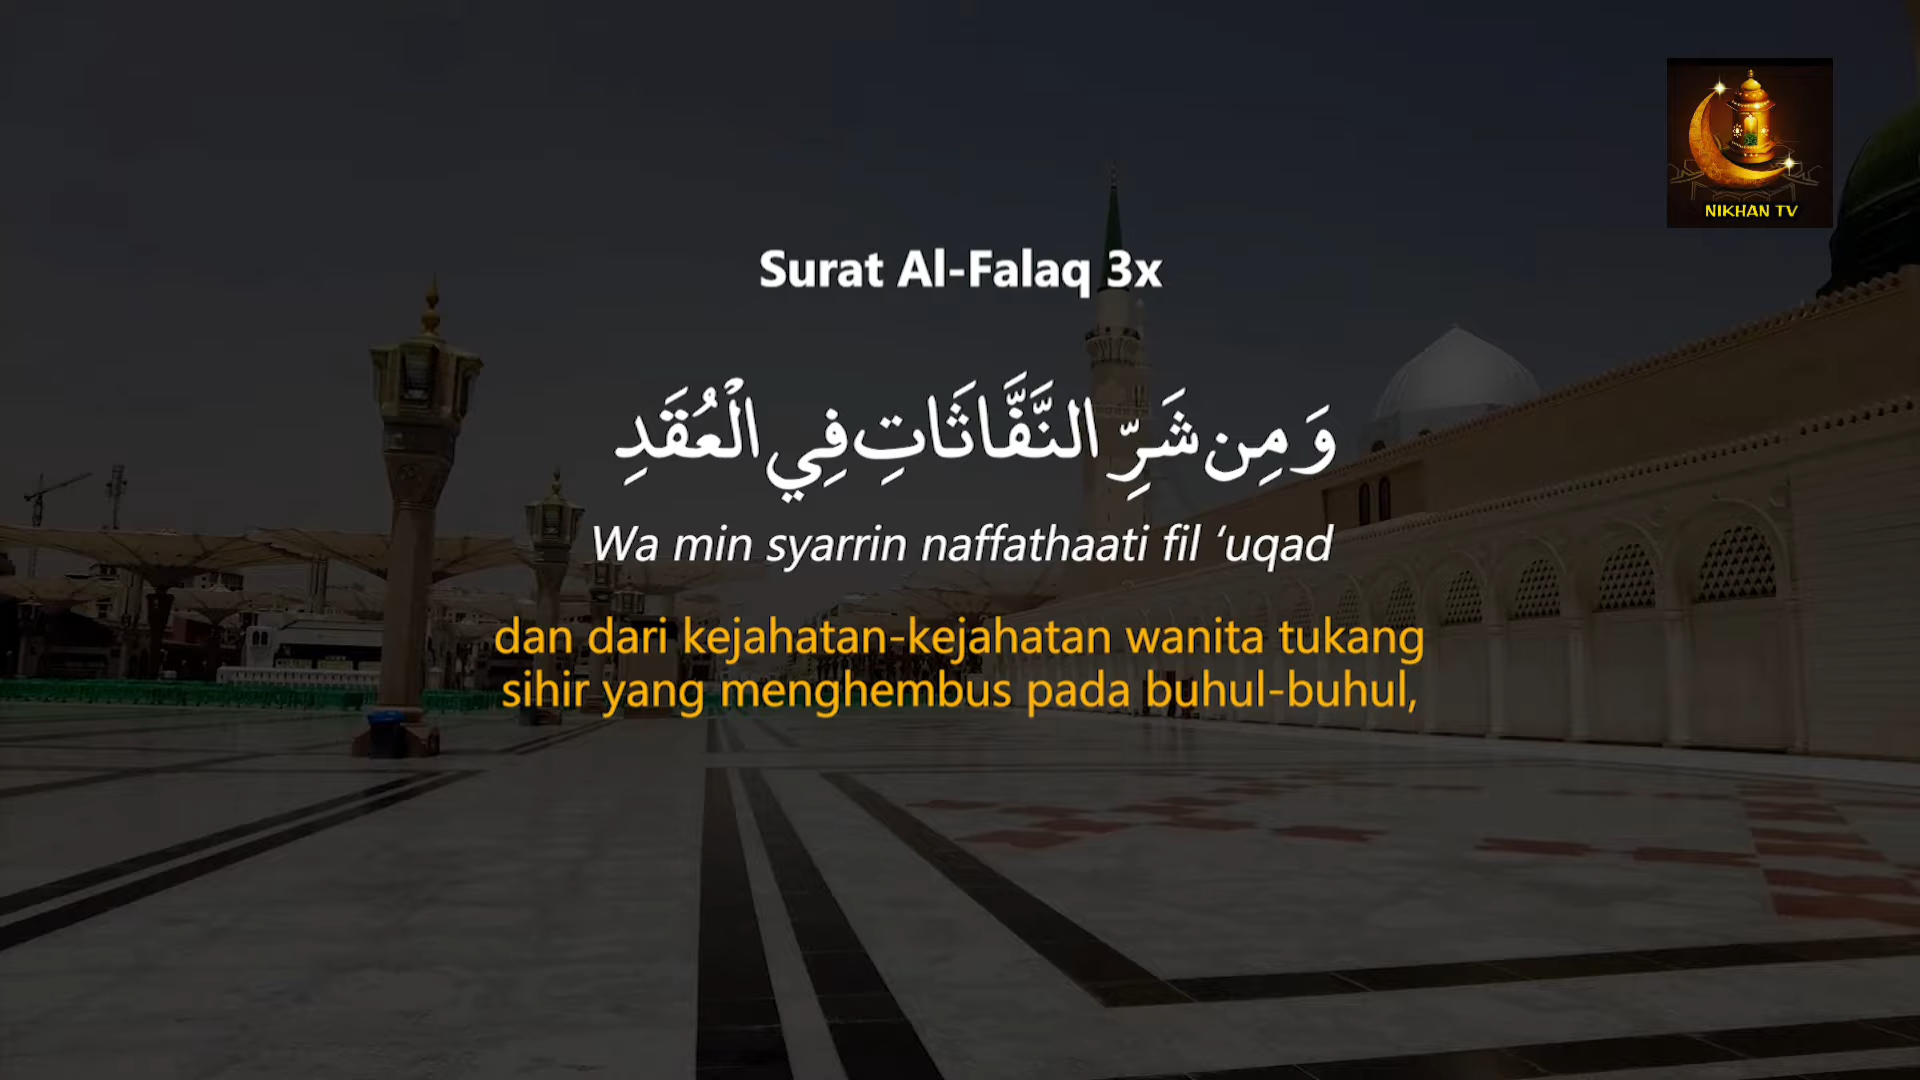 NIKHAN TV
Surat Al-Falaq 3x
وَمِن شَرِّ النَّفَّاثَاتِ فِي الْعُقَدِ
Wa min syarrin naffathaati fil ‘uqad
dan dari kejahatan-kejahatan wanita tukang
sihir yang menghembus pada buhul-buhul,